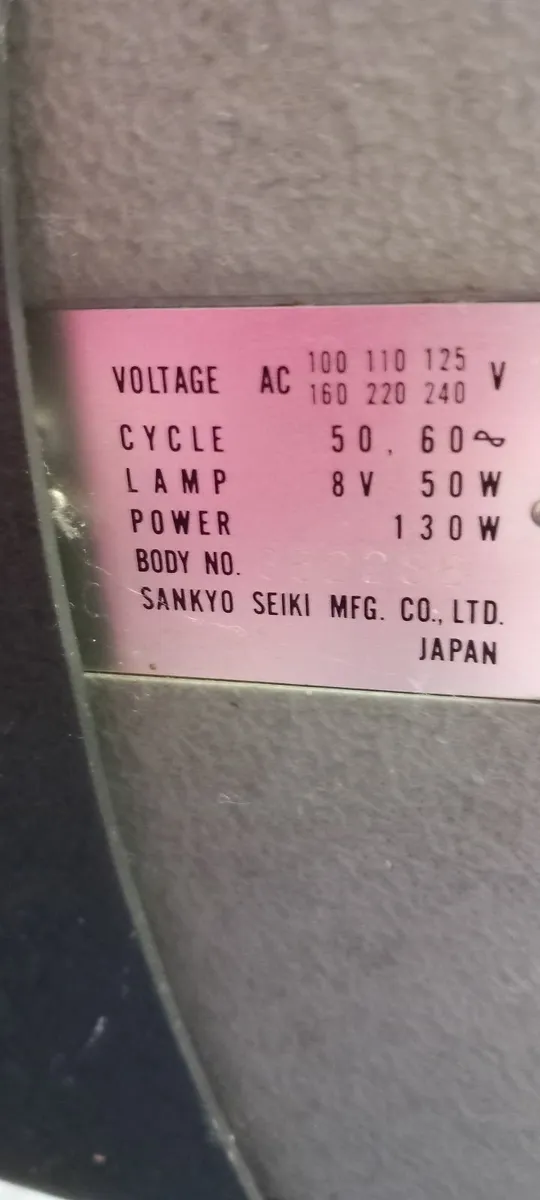 VOLTAGE AC 100 110 125 V
160 220 240
CYCLE 50. 60~
LAMP 8V 50W
POWER 130W
BODY NO.
SANKYO SEIKI MFG. CO., LTD.
JAPAN